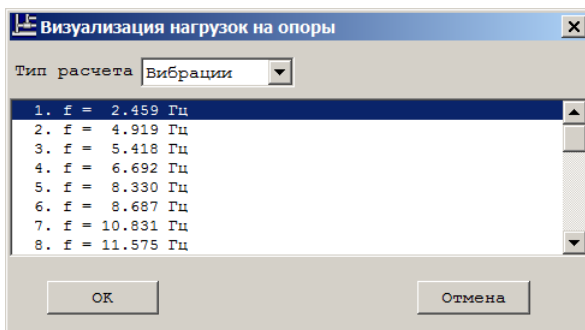 Визуализация нагрузок на опоры
Тип расчета Вибрации
1. f = 2.459 Гц
2. f = 4.919 Гц
3. f = 5.418 Гц
4. f = 6.692 Гц
5. f = 8.330 Гц
6. f = 8.687 Гц
7. f = 10.831 Гц
8. f = 11.575 Гц
OK Отмена